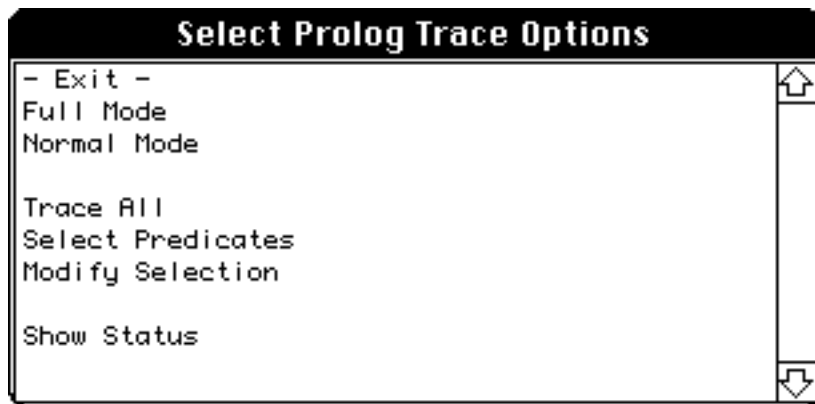 Select Prolog Trace Options
- Exit -
Full Mode
Normal Mode
Trace All
Select Predicates
Modify Selection
Show Status